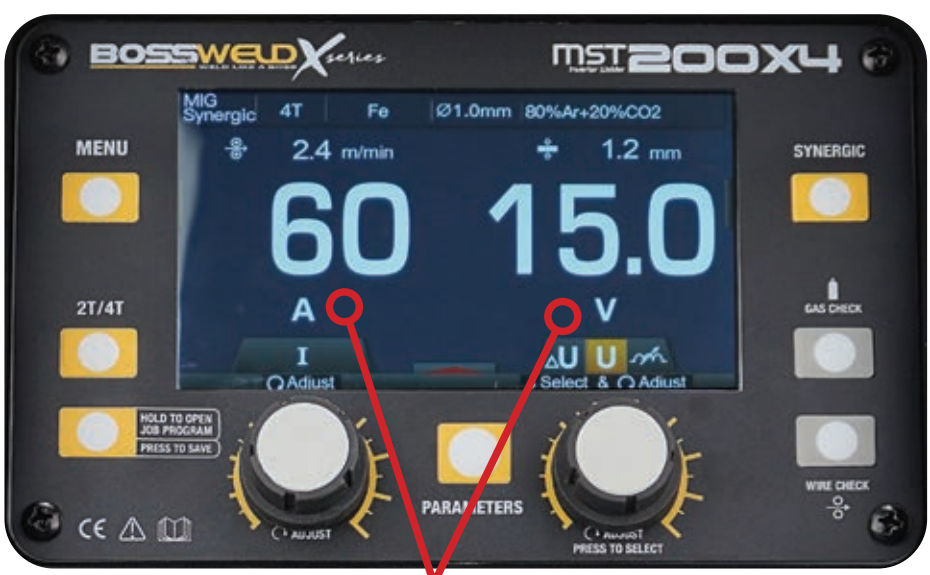 BOSSWELD X series
WELD LIKE A BOSS
MST200X4
Inverter Welder
MIG Synergic 4T Fe Ø1.0mm 80%Ar+20%CO2
2.4 m/min 1.2 mm
60 15.0
A V
I ΔU U
Adjust Select & Adjust
MENU
2T/4T
HOLD TO OPEN
JOB PROGRAM
PRESS TO SAVE
SYNERGIC
GAS CHECK
WIRE CHECK
PARAMETERS
ADJUST
ADJUST
PRESS TO SELECT
CE